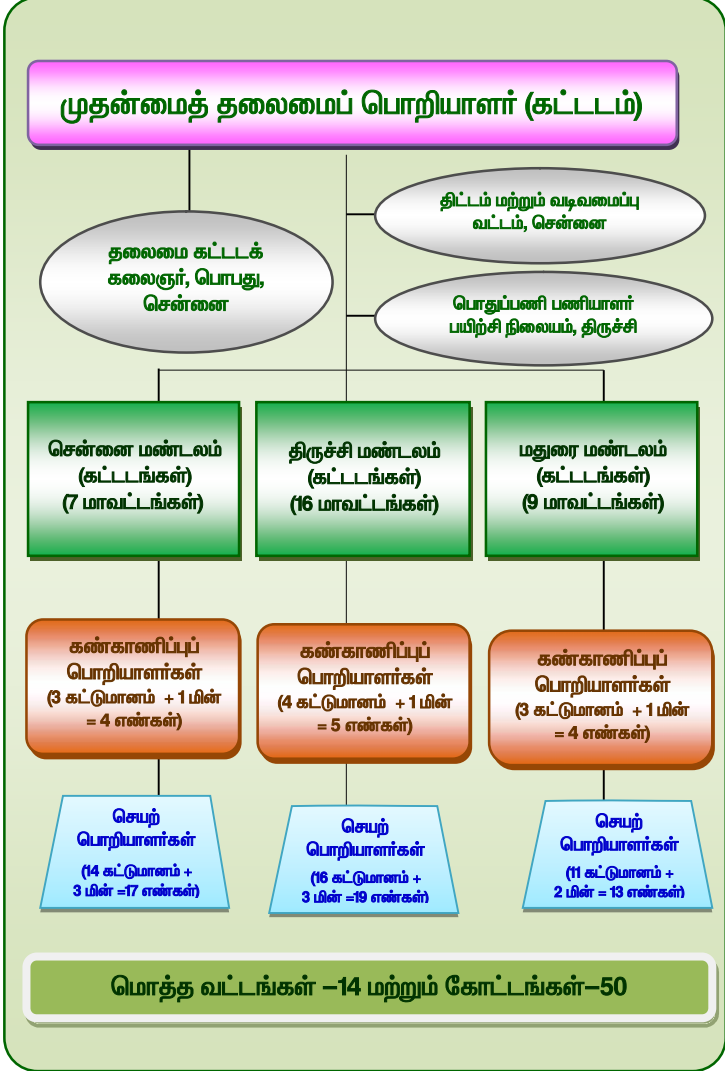 முதன்மைத் தலைமைப் பொறியாளர் (கட்டடம்)
திட்டம் மற்றும் வடிவமைப்பு
வட்டம், சென்னை
தலைமை கட்டடக்
கலைஞர், பொபது,
சென்னை
பொதுப்பணி பணியாளர்
பயிற்சி நிலையம், திருச்சி
சென்னை மண்டலம்
(கட்டடங்கள்)
(7 மாவட்டங்கள்)
திருச்சி மண்டலம்
(கட்டடங்கள்)
(16 மாவட்டங்கள்)
மதுரை மண்டலம்
(கட்டடங்கள்)
(9 மாவட்டங்கள்)
கண்காணிப்புப்
பொறியாளர்கள்
(3 கட்டுமானம் + 1 மின்
= 4 எண்கள்)
கண்காணிப்புப்
பொறியாளர்கள்
(4 கட்டுமானம் + 1 மின்
= 5 எண்கள்)
கண்காணிப்புப்
பொறியாளர்கள்
(3 கட்டுமானம் + 1 மின்
= 4 எண்கள்)
செயற்
பொறியாளர்கள்
(14 கட்டுமானம் +
3 மின் =17 எண்கள்)
செயற்
பொறியாளர்கள்
(16 கட்டுமானம் +
3 மின் =19 எண்கள்)
செயற்
பொறியாளர்கள்
(11 கட்டுமானம் +
2 மின் = 13 எண்கள்)
மொத்த வட்டங்கள் –14 மற்றும் கோட்டங்கள்–50